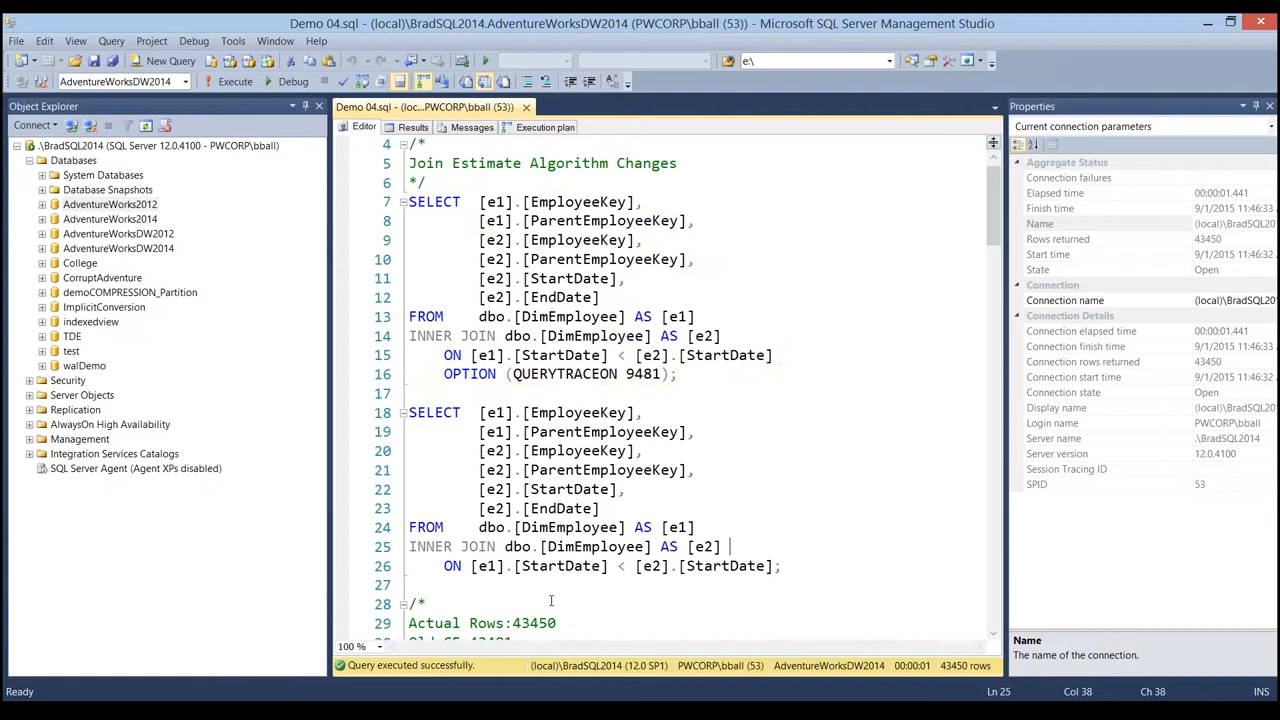 Demo 04.sql - (local)\BradSQL2014.AdventureWorksDW2014 (PWCORP\bball (53)) - Microsoft SQL Server Management Studio
File Edit View Query Project Debug Tools Window Help
New Query e:\
AdventureWorksDW2014 Execute Debug
Object Explorer
Connect
.\BradSQL2014 (SQL Server 12.0.4100 - PWCORP\bball)
Databases
System Databases
Database Snapshots
AdventureWorks2012
AdventureWorks2014
AdventureWorksDW2012
AdventureWorksDW2014
College
CorruptAdventure
demoCOMPRESSION_Partition
ImplicitConversion
indexedview
TDE
test
walDemo
Security
Server Objects
Replication
AlwaysOn High Availability
Management
Integration Services Catalogs
SQL Server Agent (Agent XPs disabled)
Demo 04.sql - (loc...PWCORP\bball (53))
Editor Results Messages Execution plan
4 /*
5 Join Estimate Algorithm Changes
6 */
7 SELECT [e1].[EmployeeKey],
8 [e1].[ParentEmployeeKey],
9 [e2].[EmployeeKey],
10 [e2].[ParentEmployeeKey],
11 [e2].[StartDate],
12 [e2].[EndDate]
13 FROM dbo.[DimEmployee] AS [e1]
14 INNER JOIN dbo.[DimEmployee] AS [e2]
15 ON [e1].[StartDate] < [e2].[StartDate]
16 OPTION (QUERYTRACEON 9481);
17
18 SELECT [e1].[EmployeeKey],
19 [e1].[ParentEmployeeKey],
20 [e2].[EmployeeKey],
21 [e2].[ParentEmployeeKey],
22 [e2].[StartDate],
23 [e2].[EndDate]
24 FROM dbo.[DimEmployee] AS [e1]
25 INNER JOIN dbo.[DimEmployee] AS [e2]
26 ON [e1].[StartDate] < [e2].[StartDate];
27
28 /*
29 Actual Rows:43450
100 %
Query executed successfully. (local)\BradSQL2014 (12.0 SP1) PWCORP\bball (53) AdventureWorksDW2014 00:00:01 43450 rows
Properties
Current connection parameters
Aggregate Status
Connection failures
Elapsed time 00:00:01.441
Finish time 9/1/2015 11:46:33
Name (local)\BradSQL20
Rows returned 43450
Start time 9/1/2015 11:46:32
State Open
Connection
Connection name (local)\BradSQL20
Connection Details
Connection elapsed time 00:00:01.441
Connection finish time 9/1/2015 11:46:33
Connection rows returned 43450
Connection start time 9/1/2015 11:46:32
Connection state Open
Display name (local)\BradSQL20
Login name PWCORP\bball
Server name .\BradSQL2014
Server version 12.0.4100
Session Tracing ID
SPID 53
Name
The name of the connection.
Ready Ln 25 Col 38 Ch 38 INS